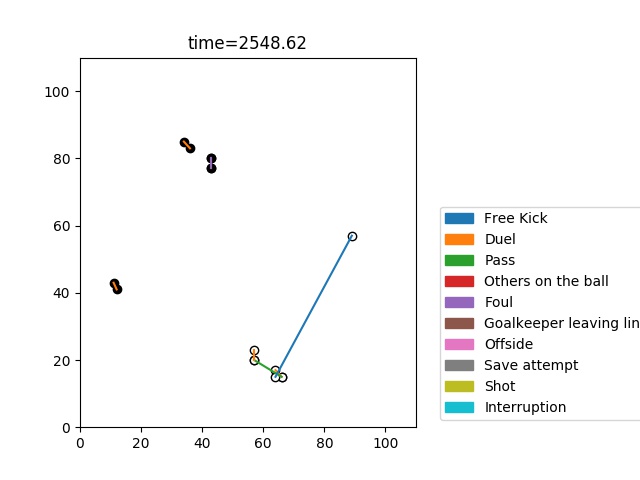 time=2548.62
100
80
60
40
20
0
0 20 40 60 80 100
Free Kick
Duel
Pass
Others on the ball
Foul
Goalkeeper leaving lin
Offside
Save attempt
Shot
Interruption